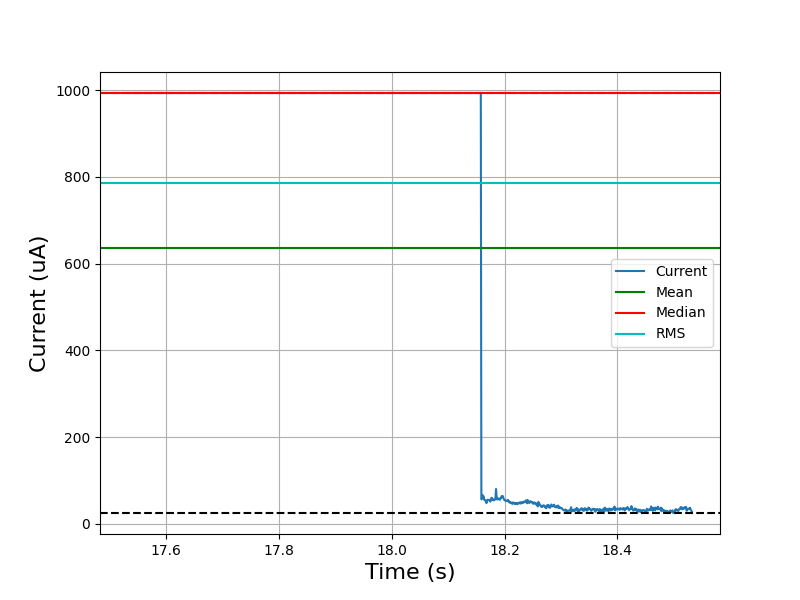 1000
800
600
400
200
0
Current (uA)
Current
Mean
Median
RMS
17.6
17.8
18.0
18.2
18.4
Time (s)